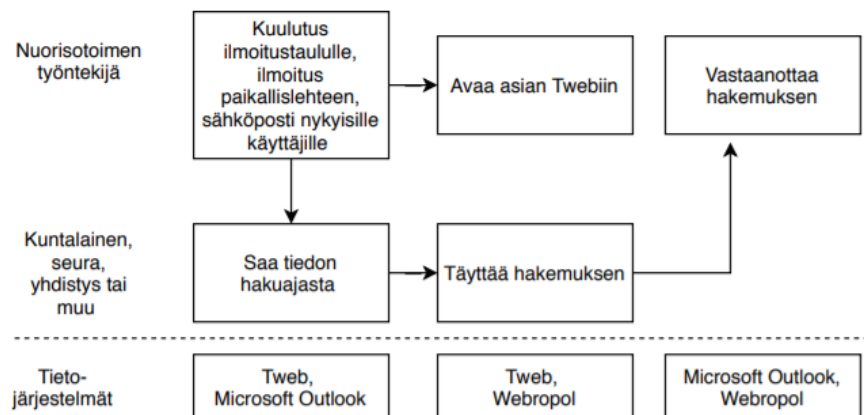 Nuorisotoimen
työntekijä
Kuulutus
ilmoitustaululle,
ilmoitus
paikallislehteen,
sähköposti nykyisille
käyttäjille
Avaa asian Twebiin
Vastaanottaa
hakemuksen
Kuntalainen,
seura,
yhdistys tai
muu
Saa tiedon
hakuajasta
Täyttää hakemuksen
Tieto-
järjestelmät
Tweb,
Microsoft Outlook
Tweb,
Webropol
Microsoft Outlook,
Webropol